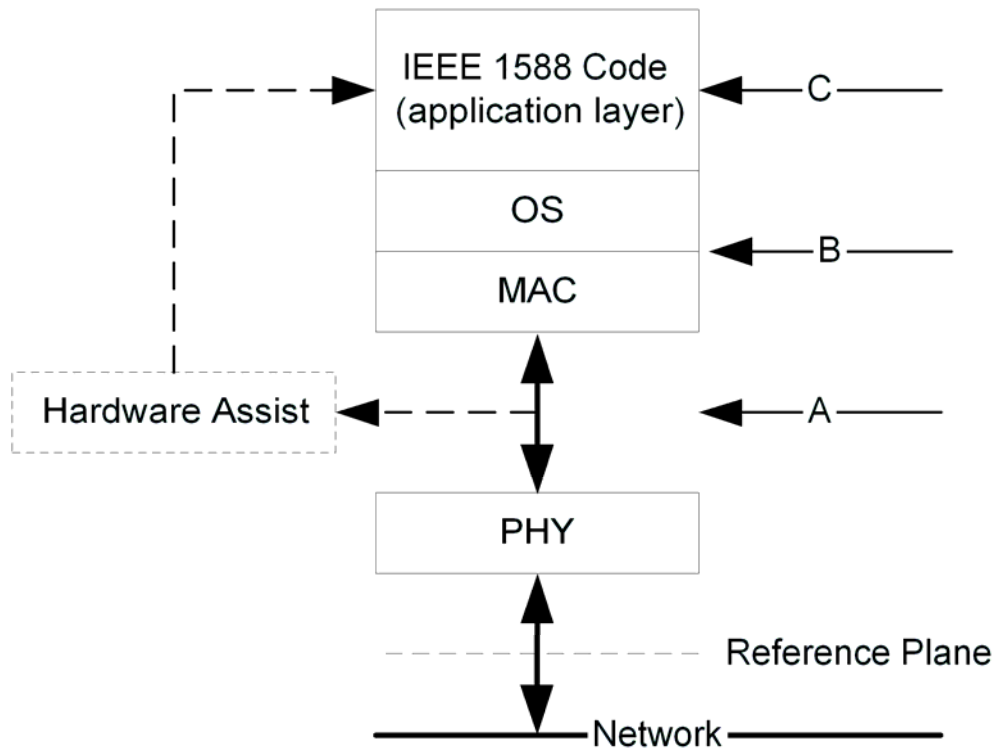 IEEE 1588 Code
(application layer)
C
OS
B
MAC
Hardware Assist
A
PHY
Reference Plane
Network